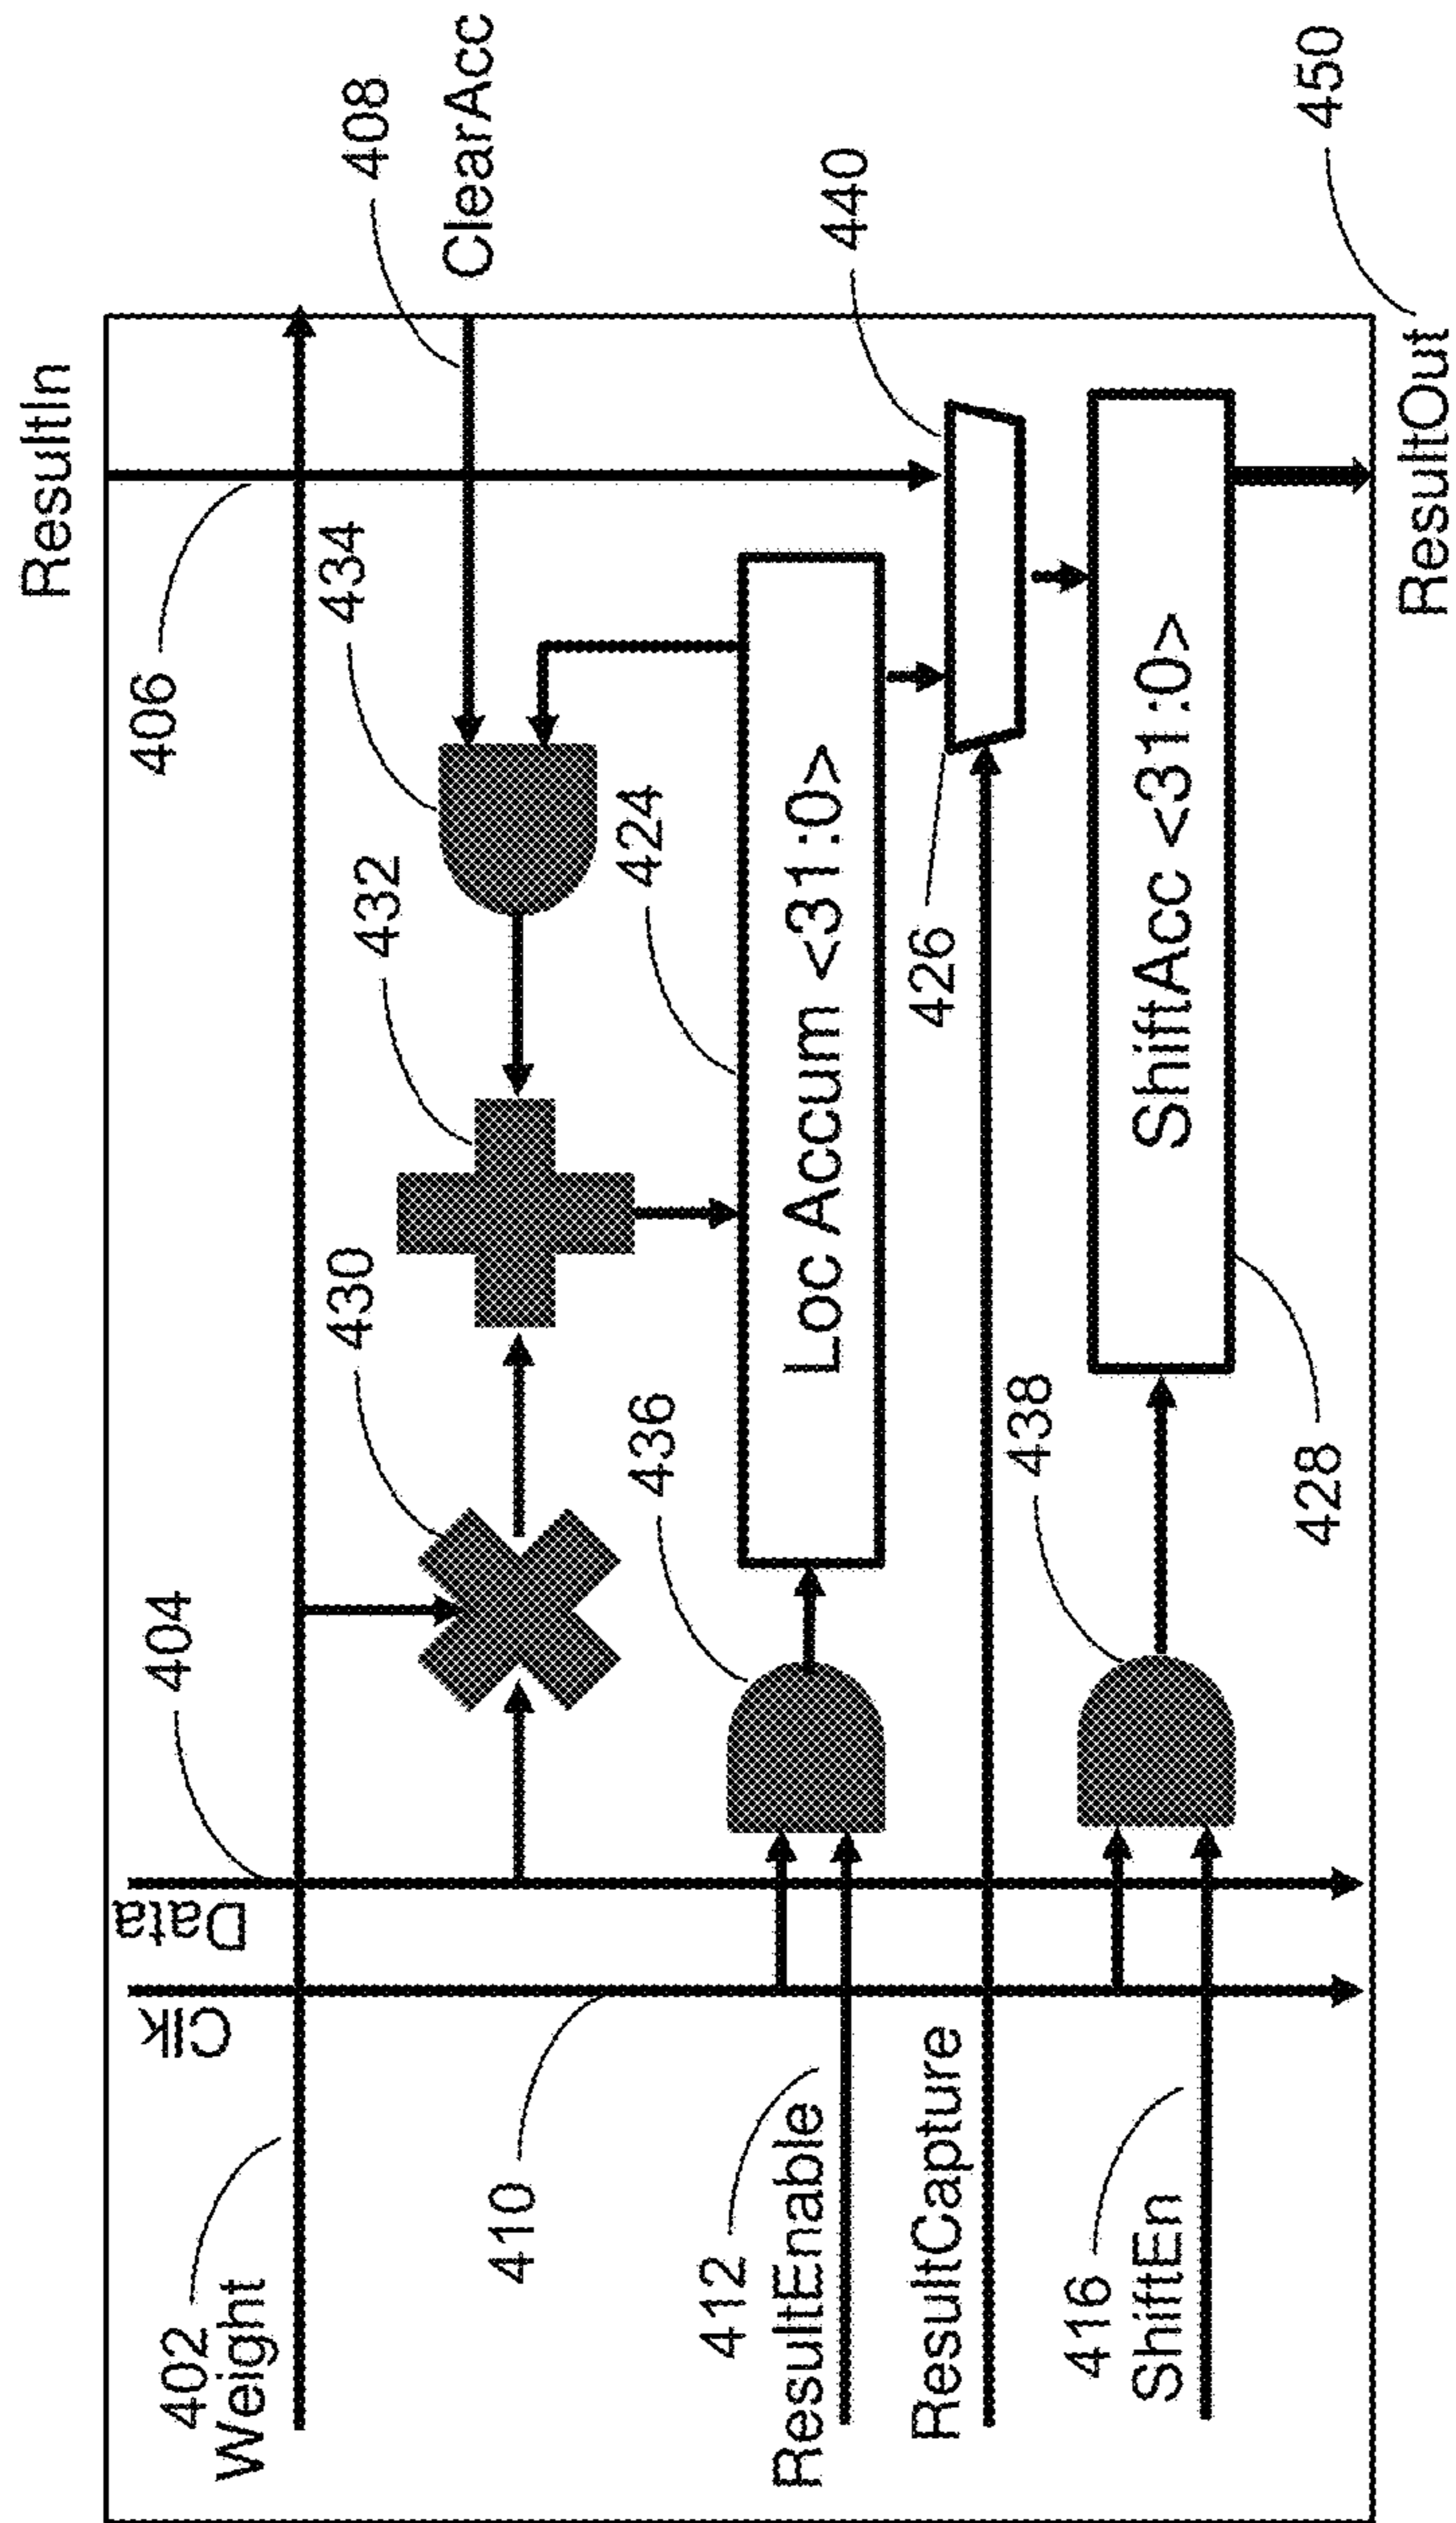 ResultIn
406
408
ClearAcc
404
Data
Clk
402
Weight
430
432
434
410
424
436
412
ResultEnable
Loc Accum <31:0>
440
426
ResultCapture
438
416
ShiftEn
ShiftAcc <31:0>
428
450
ResultOut